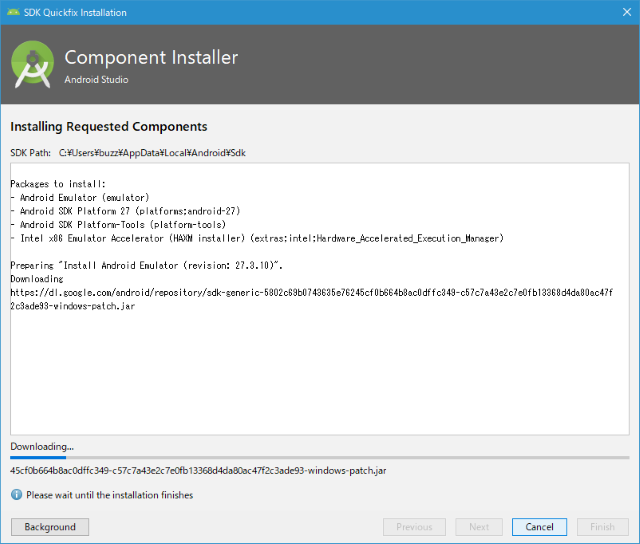 SDK Quickfix Installation
Component Installer
Android Studio
Installing Requested Components
SDK Path: C:¥Users¥buzz¥AppData¥Local¥Android¥Sdk
Packages to install:
- Android Emulator (emulator)
- Android SDK Platform 27 (platforms;android-27)
- Android SDK Platform-Tools (platform-tools)
- Intel x86 Emulator Accelerator (HAXM installer) (extras;intel;Hardware_Accelerated_Execution_Manager)
Preparing "Install Android Emulator (revision: 27.3.10)".
Downloading
https://dl.google.com/android/repository/sdk-generic-5802c69b0743635e76245cf0b664b8ac0dffc349-c57c7a43e2c7e0fb13368d4da80ac47f
2c3ade93-windows-patch.jar
Downloading...
45cf0b664b8ac0dffc349-c57c7a43e2c7e0fb13368d4da80ac47f2c3ade93-windows-patch.jar
Please wait until the installation finishes
Background
Previous
Next
Cancel
Finish